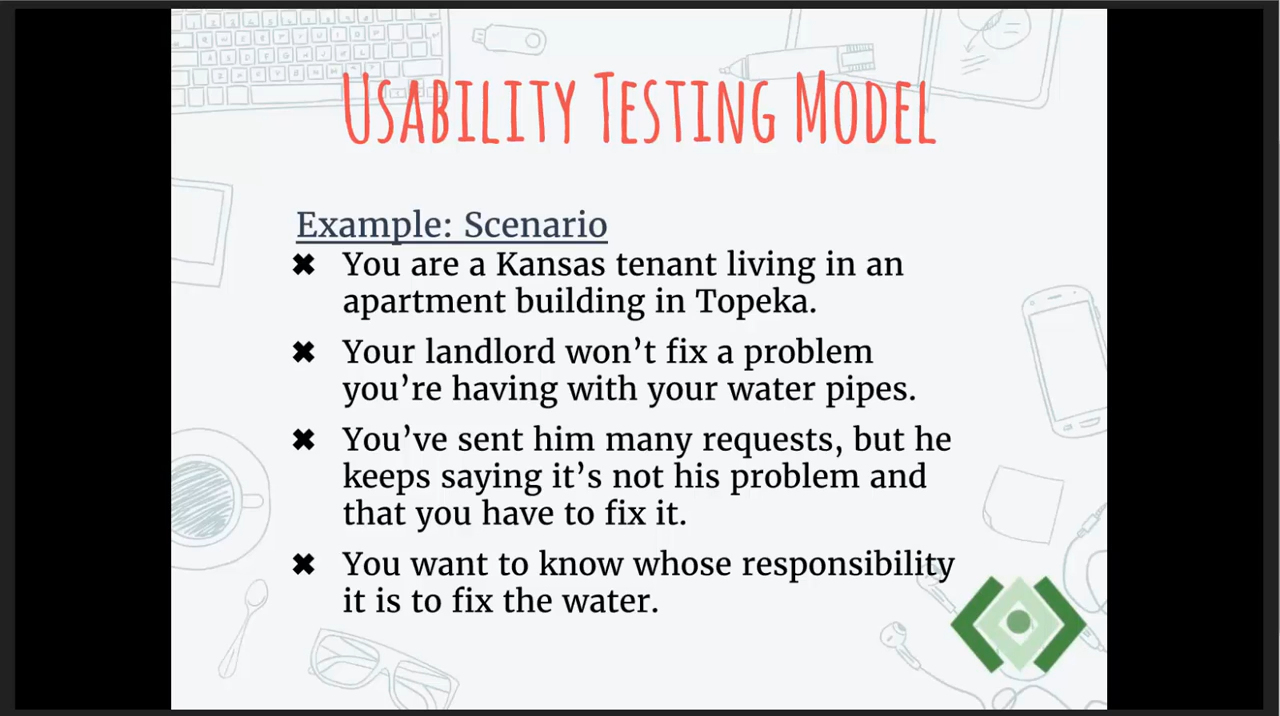 Usability Testing Model
Example: Scenario
✖ You are a Kansas tenant living in an
apartment building in Topeka.
✖ Your landlord won’t fix a problem
you’re having with your water pipes.
✖ You’ve sent him many requests, but he
keeps saying it’s not his problem and
that you have to fix it.
✖ You want to know whose responsibility
it is to fix the water.